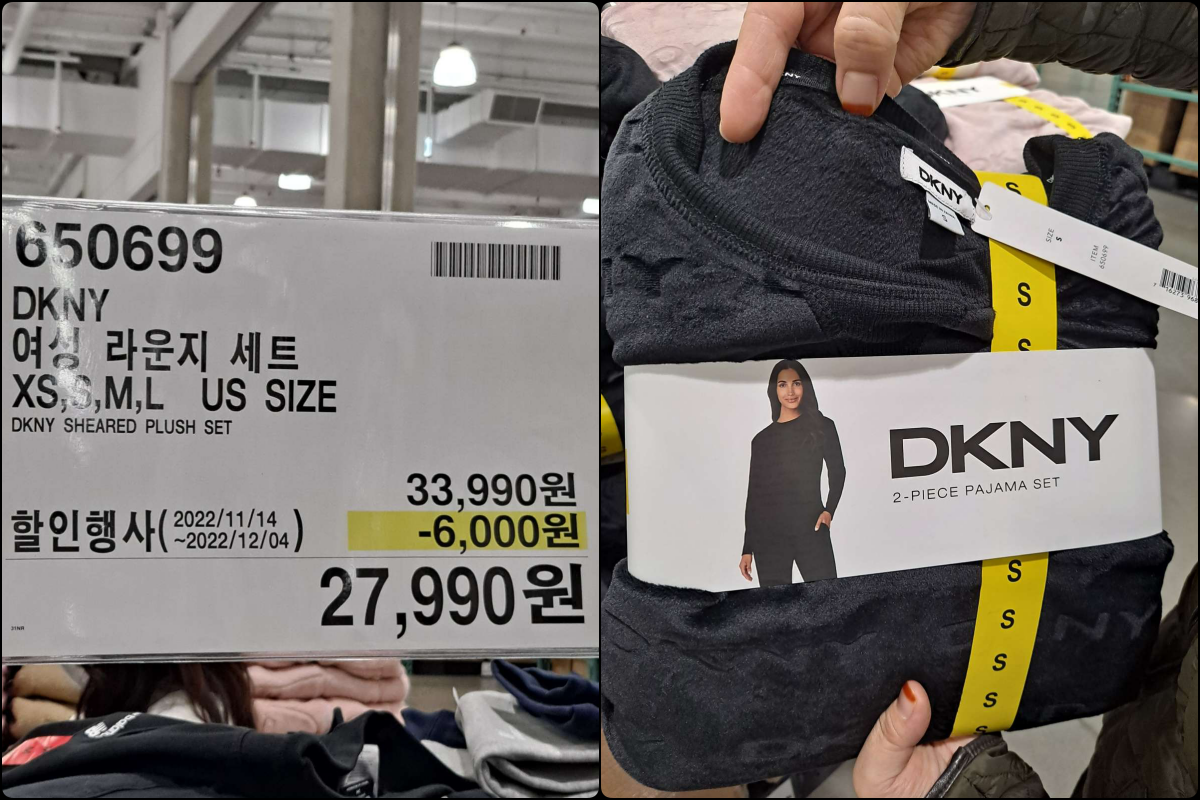 650699
DKNY
여성 라운지 세트
XS,S,M,L US SIZE
DKNY SHEARED PLUSH SET
33,990원
할인행사(2022/11/14
~2022/12/04)
-6,000원
27,990원
DKNY
DKNY
S
SIZE
S
ITEM
650699
S
S
DKNY
2-PIECE PAJAMA SET
S
S
S
S
S